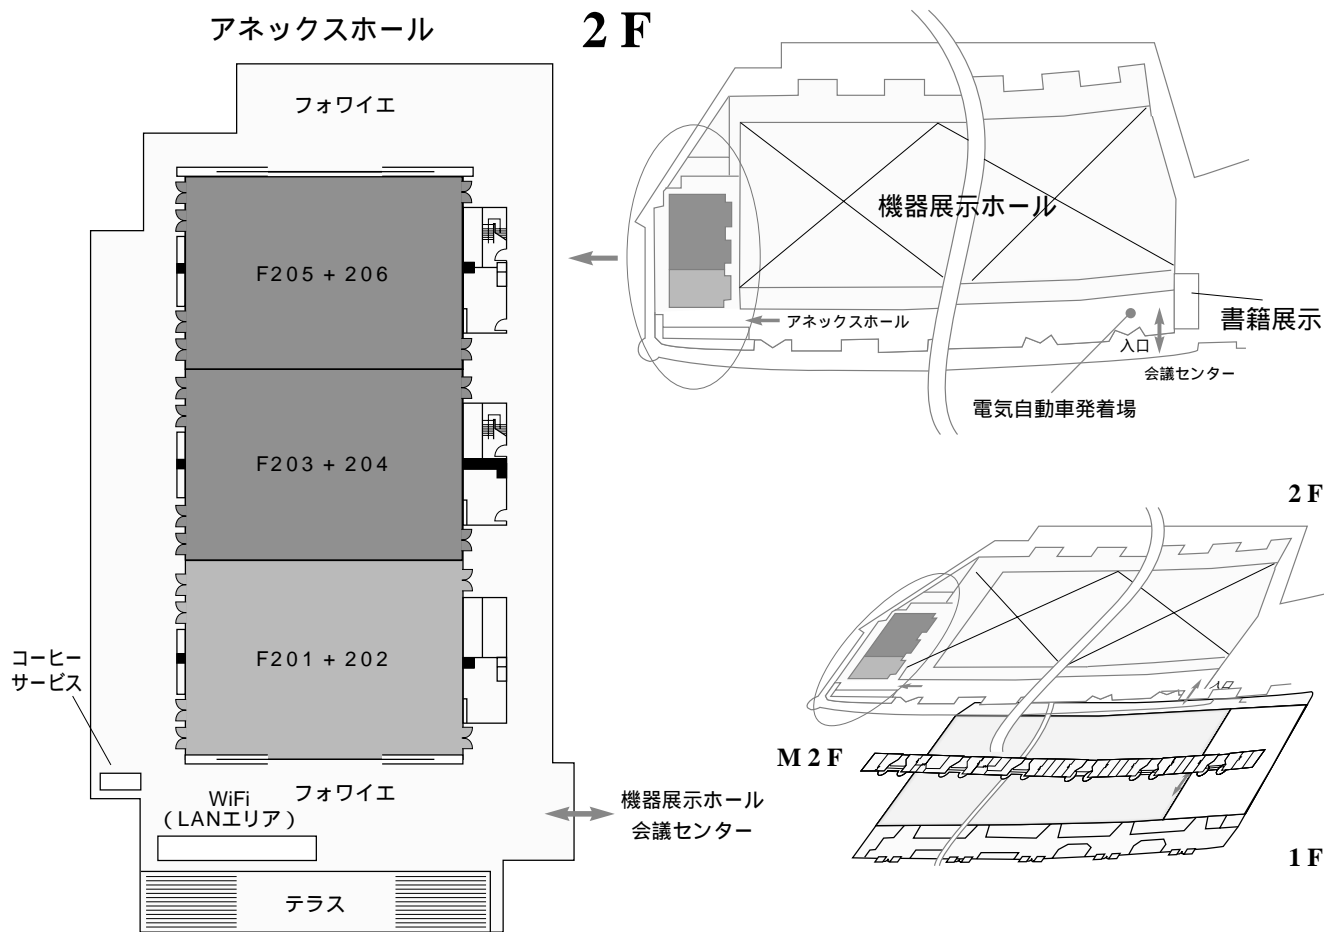 アネックスホール
2 F
フォワイエ
F205 + 206
F203 + 204
F201 + 202
コーヒー
サービス
WiFi
( LANエリア )
フォワイエ
機器展示ホール
会議センター
テラス
機器展示ホール
アネックスホール
書籍展示
入口
会議センター
電気自動車発着場
2 F
入口
M 2 F
1 F